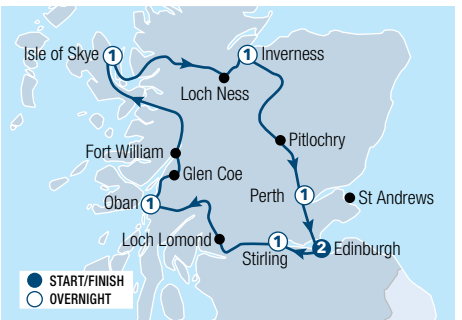 Isle of Skye 1
1 Inverness
Loch Ness
Pitlochry
Fort William
Glen Coe
Perth 1
St Andrews
Oban 1
Loch Lomond
1
Stirling
2 Edinburgh
START/FINISH
OVERNIGHT